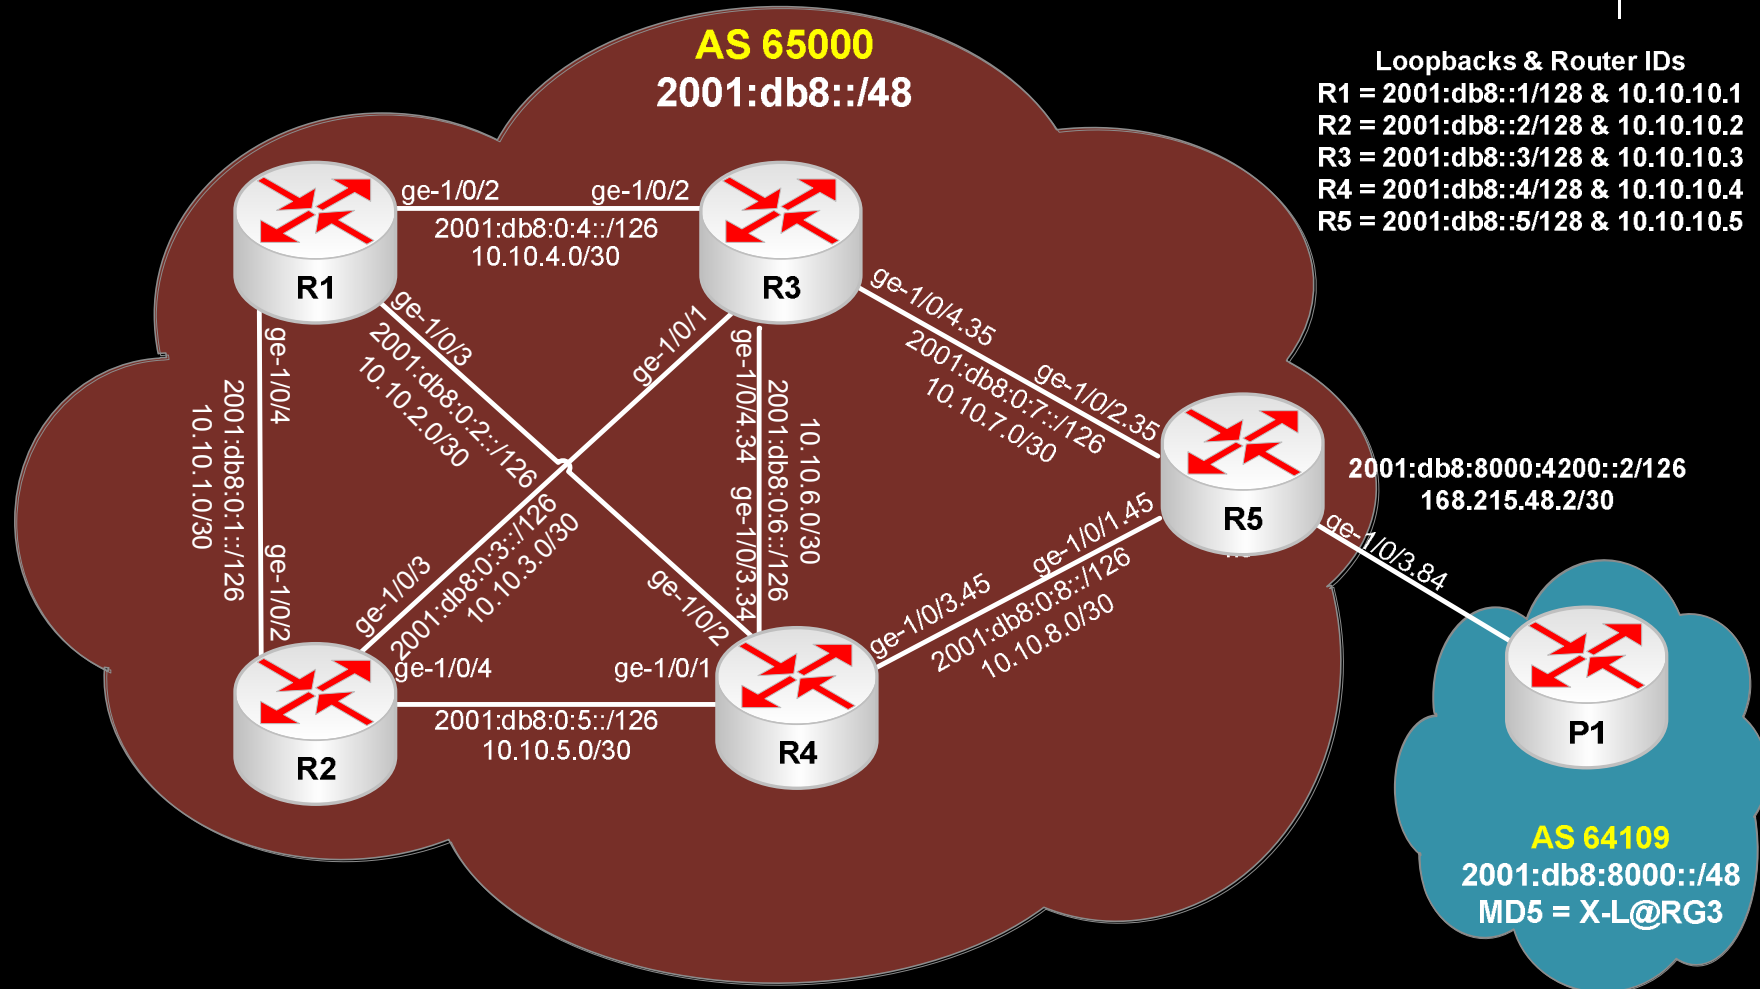 AS 65000
2001:db8::/48
Loopbacks & Router IDs
R1 = 2001:db8::1/128 & 10.10.10.1
R2 = 2001:db8::2/128 & 10.10.10.2
R3 = 2001:db8::3/128 & 10.10.10.3
R4 = 2001:db8::4/128 & 10.10.10.4
R5 = 2001:db8::5/128 & 10.10.10.5
ge-1/0/2
ge-1/0/2
2001:db8:0:4::/126
10.10.4.0/30
R1
R3
ge-1/0/4
2001:db8:0:1::/126
10.10.1.0/30
ge-1/0/2
ge-1/0/3
2001:db8:0:2::/126
10.10.2.0/30
ge-1/0/2
ge-1/0/1
ge-1/0/3
2001:db8:0:3::/126
10.10.3.0/30
ge-1/0/4.34
ge-1/0/3.34
2001:db8:0:6::/126
10.10.6.0/30
ge-1/0/4.35
ge-1/0/2.35
2001:db8:0:7::/126
10.10.7.0/30
R5
2001:db8:8000:4200::2/126
168.215.48.2/30
ge-1/0/3.84
ge-1/0/1.45
ge-1/0/3.45
2001:db8:0:8::/126
10.10.8.0/30
ge-1/0/4
ge-1/0/1
2001:db8:0:5::/126
10.10.5.0/30
R2
R4
P1
AS 64109
2001:db8:8000::/48
MD5 = X-L@RG3